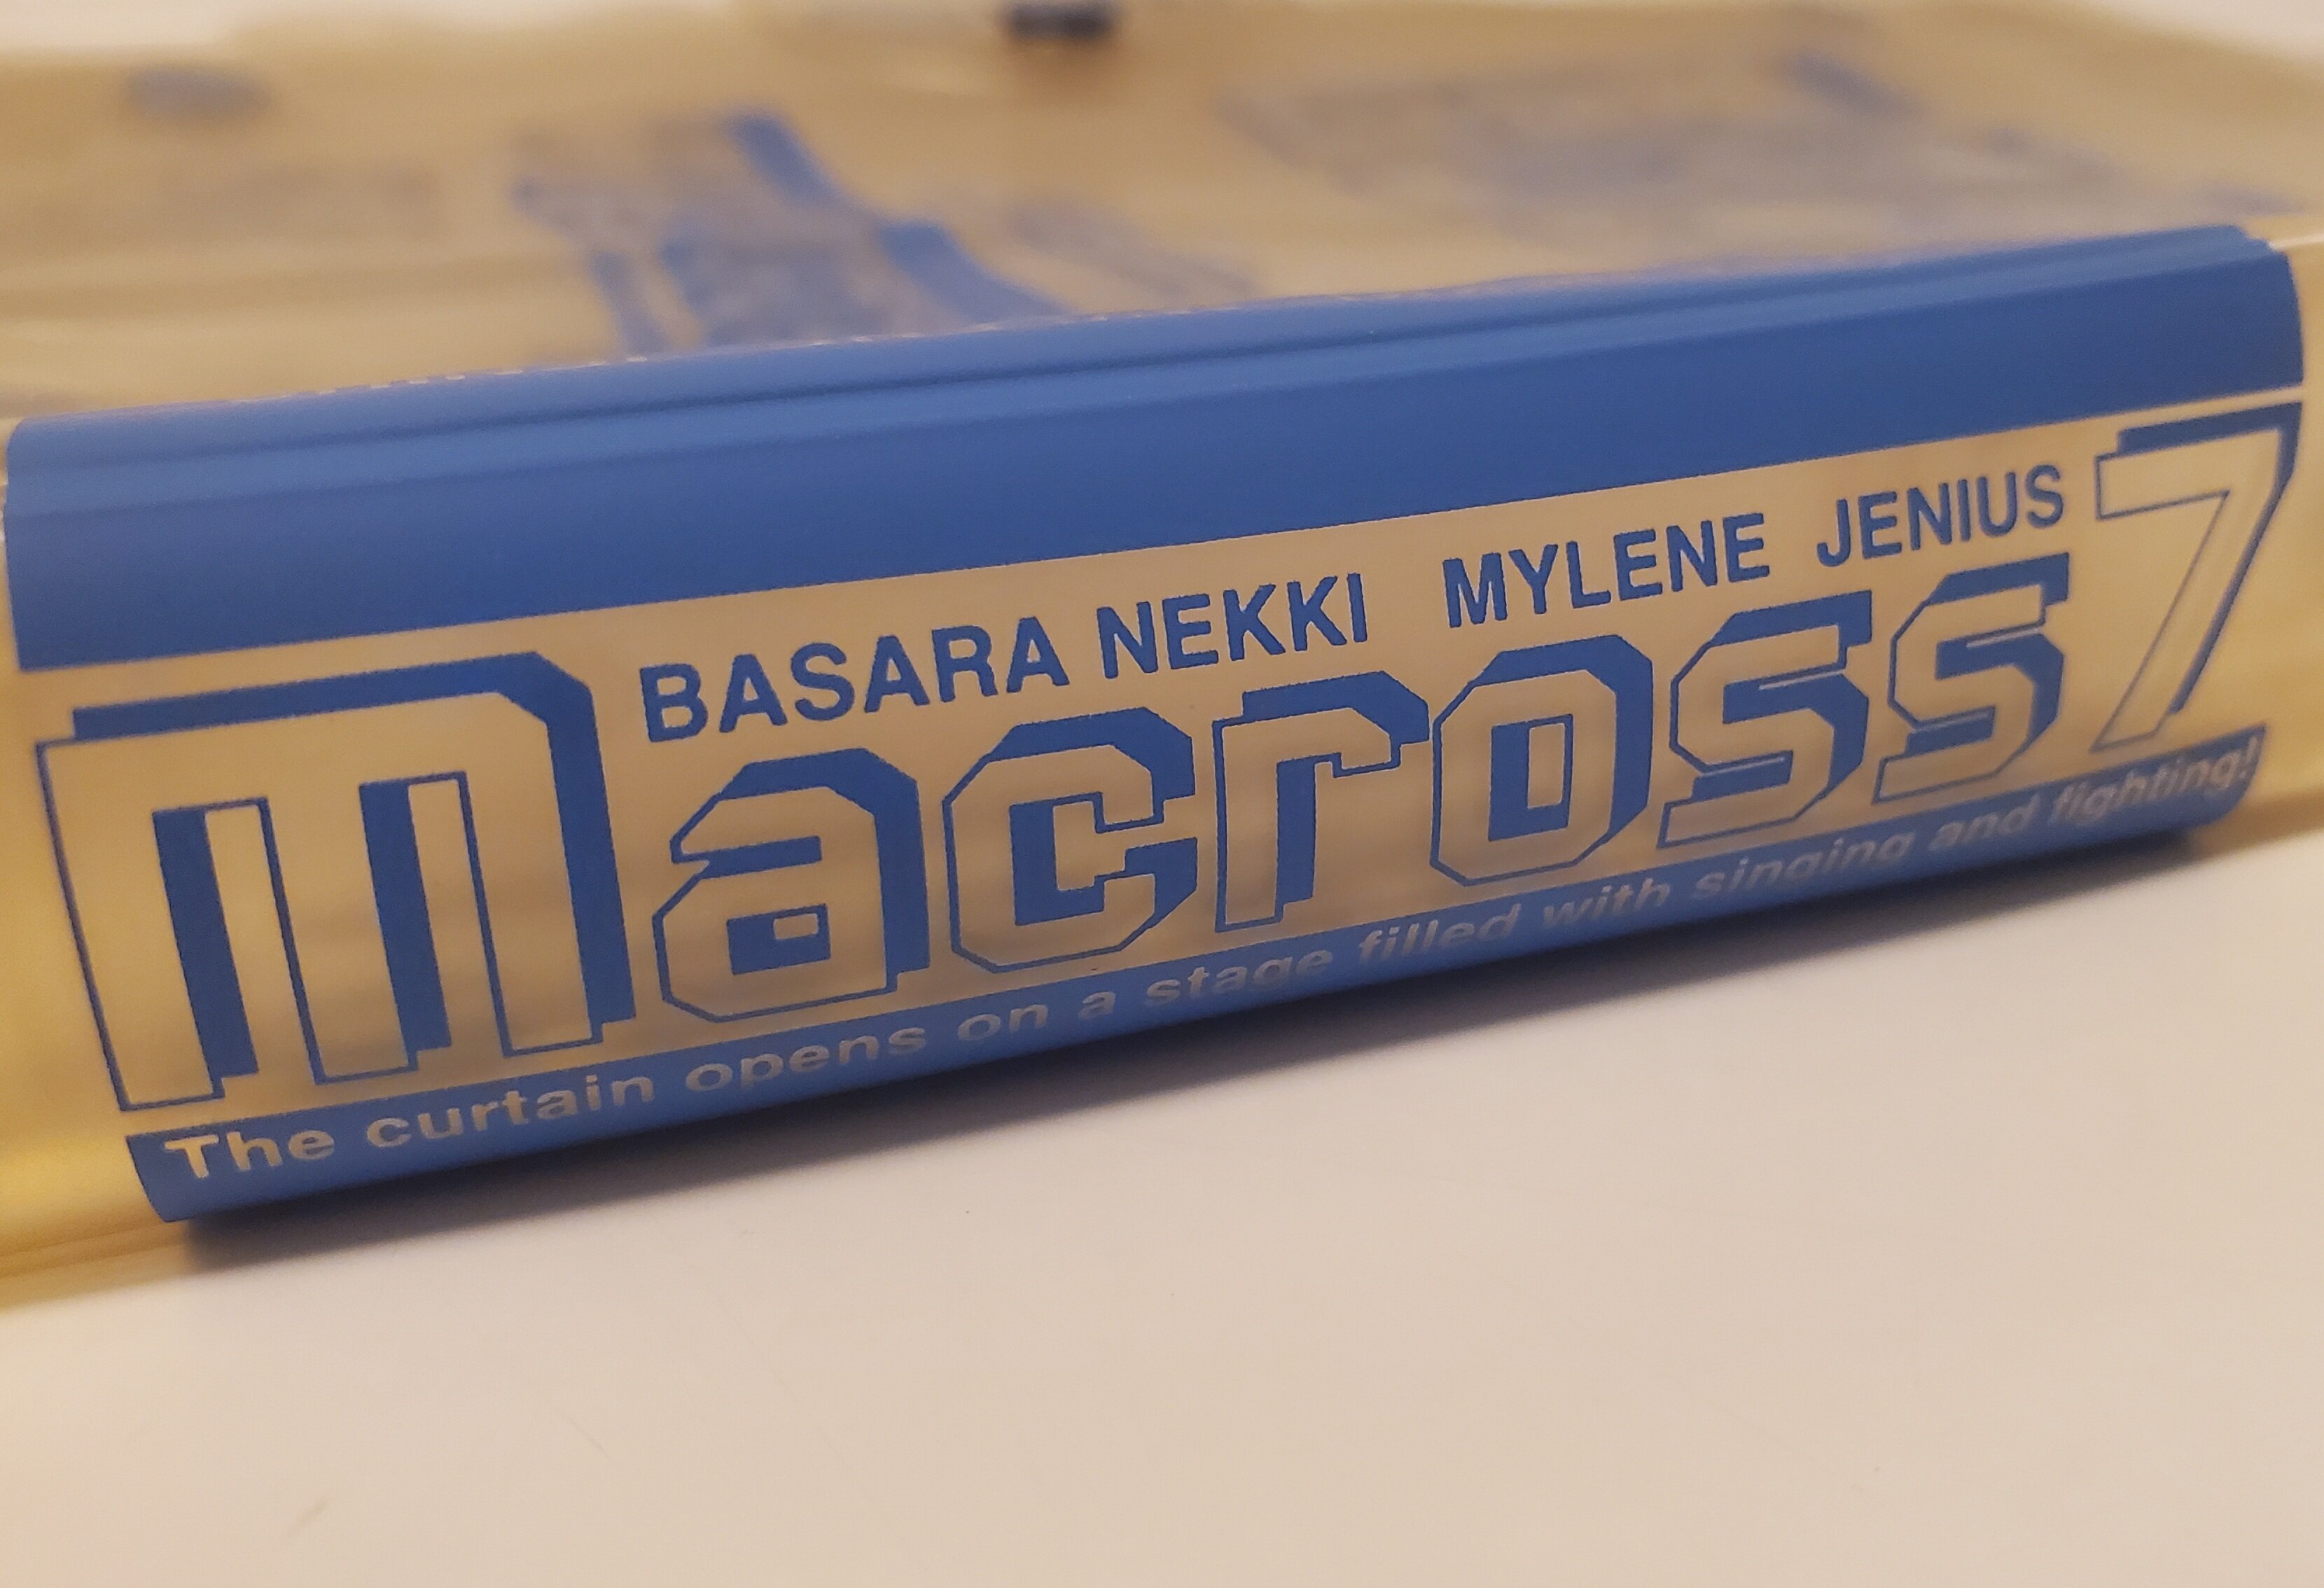 BASARA NEKKI MYLENE JENIUS
macross 7
The curtain opens on a stage filled with singing and fighting!